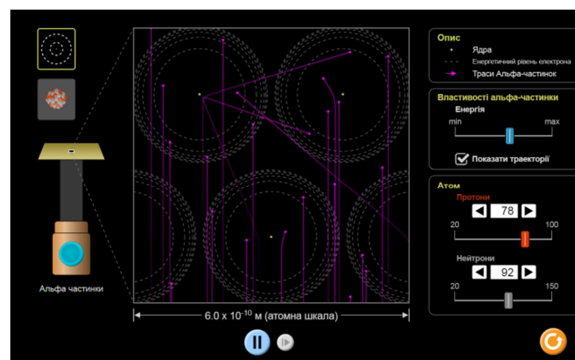 Опис
Ядра
Енергетичний рівень електрона
Траси Альфа-частинок
Властивості альфа-частинки
Енергія
min max
Показати траєкторії
Атом
Протони
78
20 100
Нейтрони
92
20 150
Альфа частинки
6.0 x 10⁻¹⁰ м (атомна шкала)